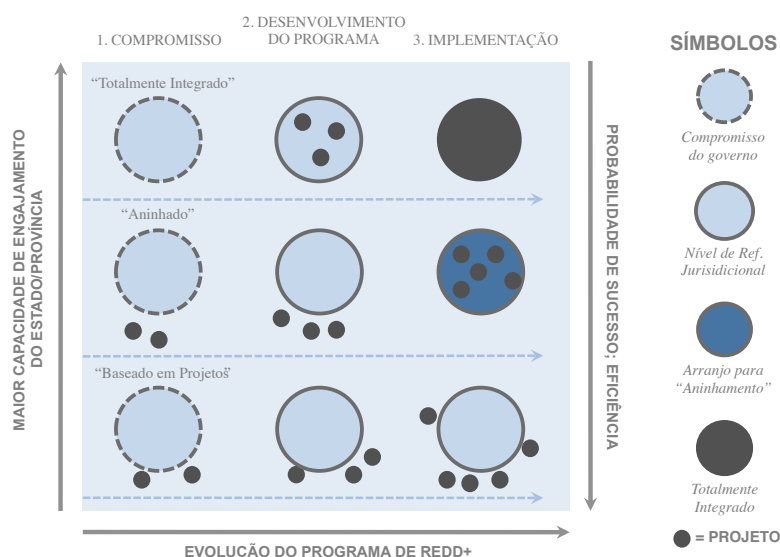 1. COMPROMISSO
2. DESENVOLVIMENTO
DO PROGRAMA
3. IMPLEMENTAÇÃO
“Totalmente Integrado”
“Aninhado”
“Baseado em Projetos”
MAIOR CAPACIDADE DE ENGAJAMENTO
DO ESTADO/PROVÍNCIA
PROBABILIDADE DE SUCESSO; EFICIÊNCIA
EVOLUÇÃO DO PROGRAMA DE REDD+
SÍMBOLOS
Compromisso
do governo
Nível de Ref.
Jurisidicional
Arranjo para
“Aninhamento”
Totalmente
Integrado
= PROJETO